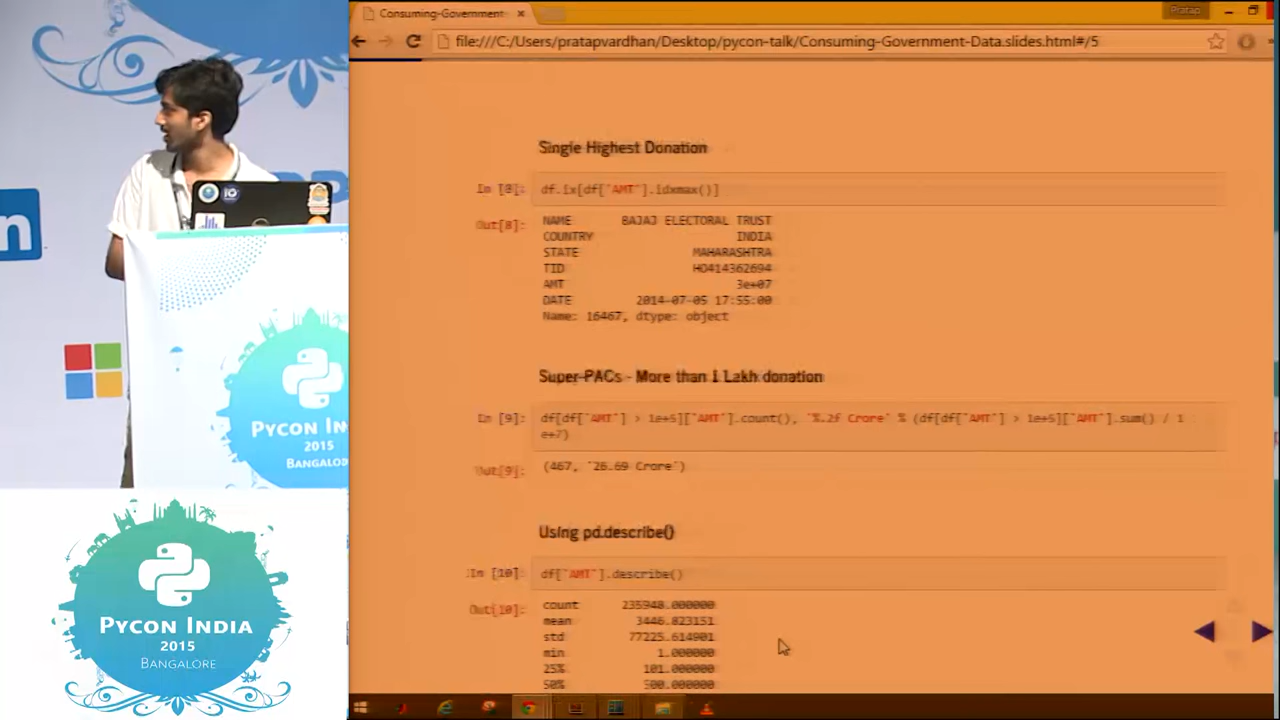 Consuming-Government
Pratap
file:///C:/Users/pratapvardhan/Desktop/pycon-talk/Consuming-Government-Data.slides.html#/5
Single Highest Donation
In [8]:
df.ix[df["AMT"].idxmax()]
Out[8]:
NAME BAJAJ ELECTORAL TRUST
COUNTRY INDIA
STATE MAHARASHTRA
TID HO414362694
AMT 3e+07
DATE 2014-07-05 17:55:00
Name: 16467, dtype: object
Super-PACs - More than 1 Lakh donation
In [9]:
df[df["AMT"] > 1e+5]["AMT"].count(), "%.2f Crore" % (df[df["AMT"] > 1e+5]["AMT"].sum() / 1
e+7)
Out[9]:
(467, '26.69 Crore')
Using pd.describe()
In [10]:
df["AMT"].describe()
Out[10]:
count 235948.000000
mean 3446.823151
std 77225.614901
min 1.000000
25% 101.000000
50% 500.000000
n
iO
PYCON IN
2015
BANGALO
PYCON INDIA
2015
BANGALORE